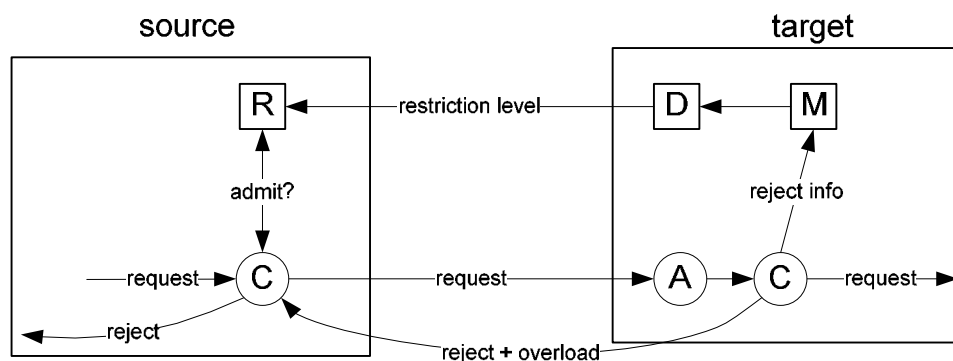 source
target
R
restriction level
D
M
admit?
reject info
request
C
request
A
C
request
reject
reject + overload